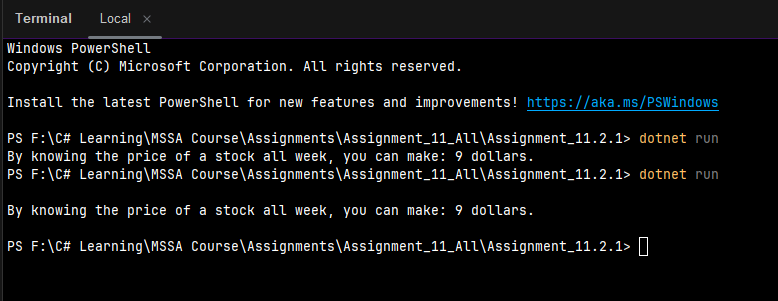 Terminal Local ×
Windows PowerShell
Copyright (C) Microsoft Corporation. All rights reserved.
Install the latest PowerShell for new features and improvements! https://aka.ms/PSWindows
PS F:\C# Learning\MSSA Course\Assignments\Assignment_11_All\Assignment_11.2.1> dotnet run
By knowing the price of a stock all week, you can make: 9 dollars.
PS F:\C# Learning\MSSA Course\Assignments\Assignment_11_All\Assignment_11.2.1> dotnet run
By knowing the price of a stock all week, you can make: 9 dollars.
PS F:\C# Learning\MSSA Course\Assignments\Assignment_11_All\Assignment_11.2.1>